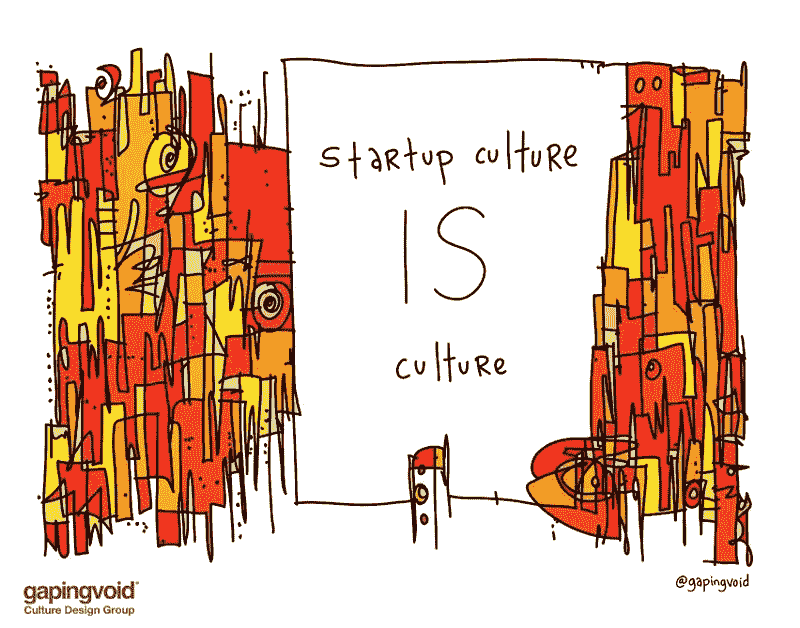 startup culture
IS
culture
@gapingvoid
gapingvoid
Culture Design Group